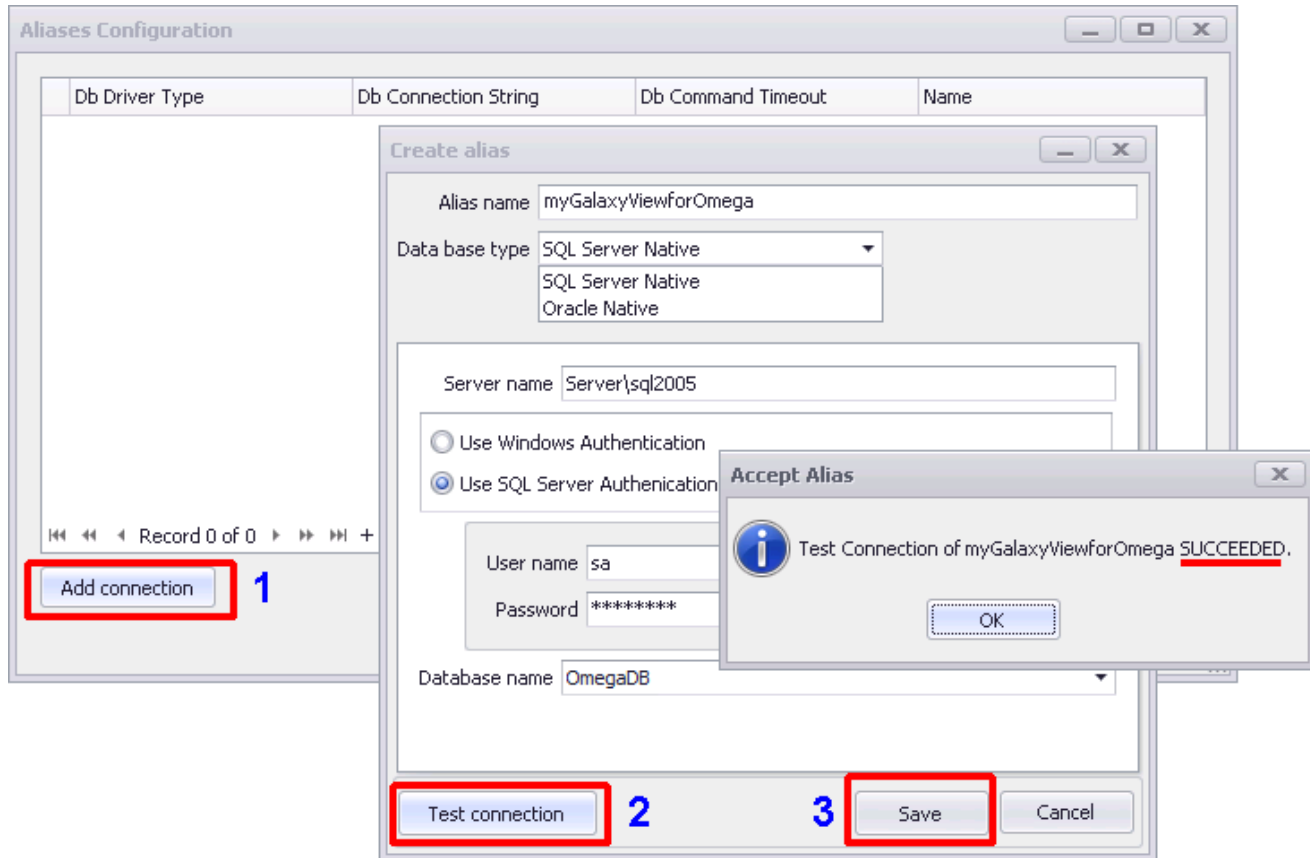 Aliases Configuration
Db Driver Type Db Connection String Db Command Timeout Name
Record 0 of 0
Add connection
1
Create alias
Alias name myGalaxyViewforOmega
Data base type SQL Server Native
SQL Server Native
Oracle Native
Server name Server\sql2005
Use Windows Authentication
Use SQL Server Authenication
User name sa
Password ********
Database name OmegaDB
Test connection 2 3 Save Cancel
Accept Alias
Test Connection of myGalaxyViewforOmega SUCCEEDED.
OK